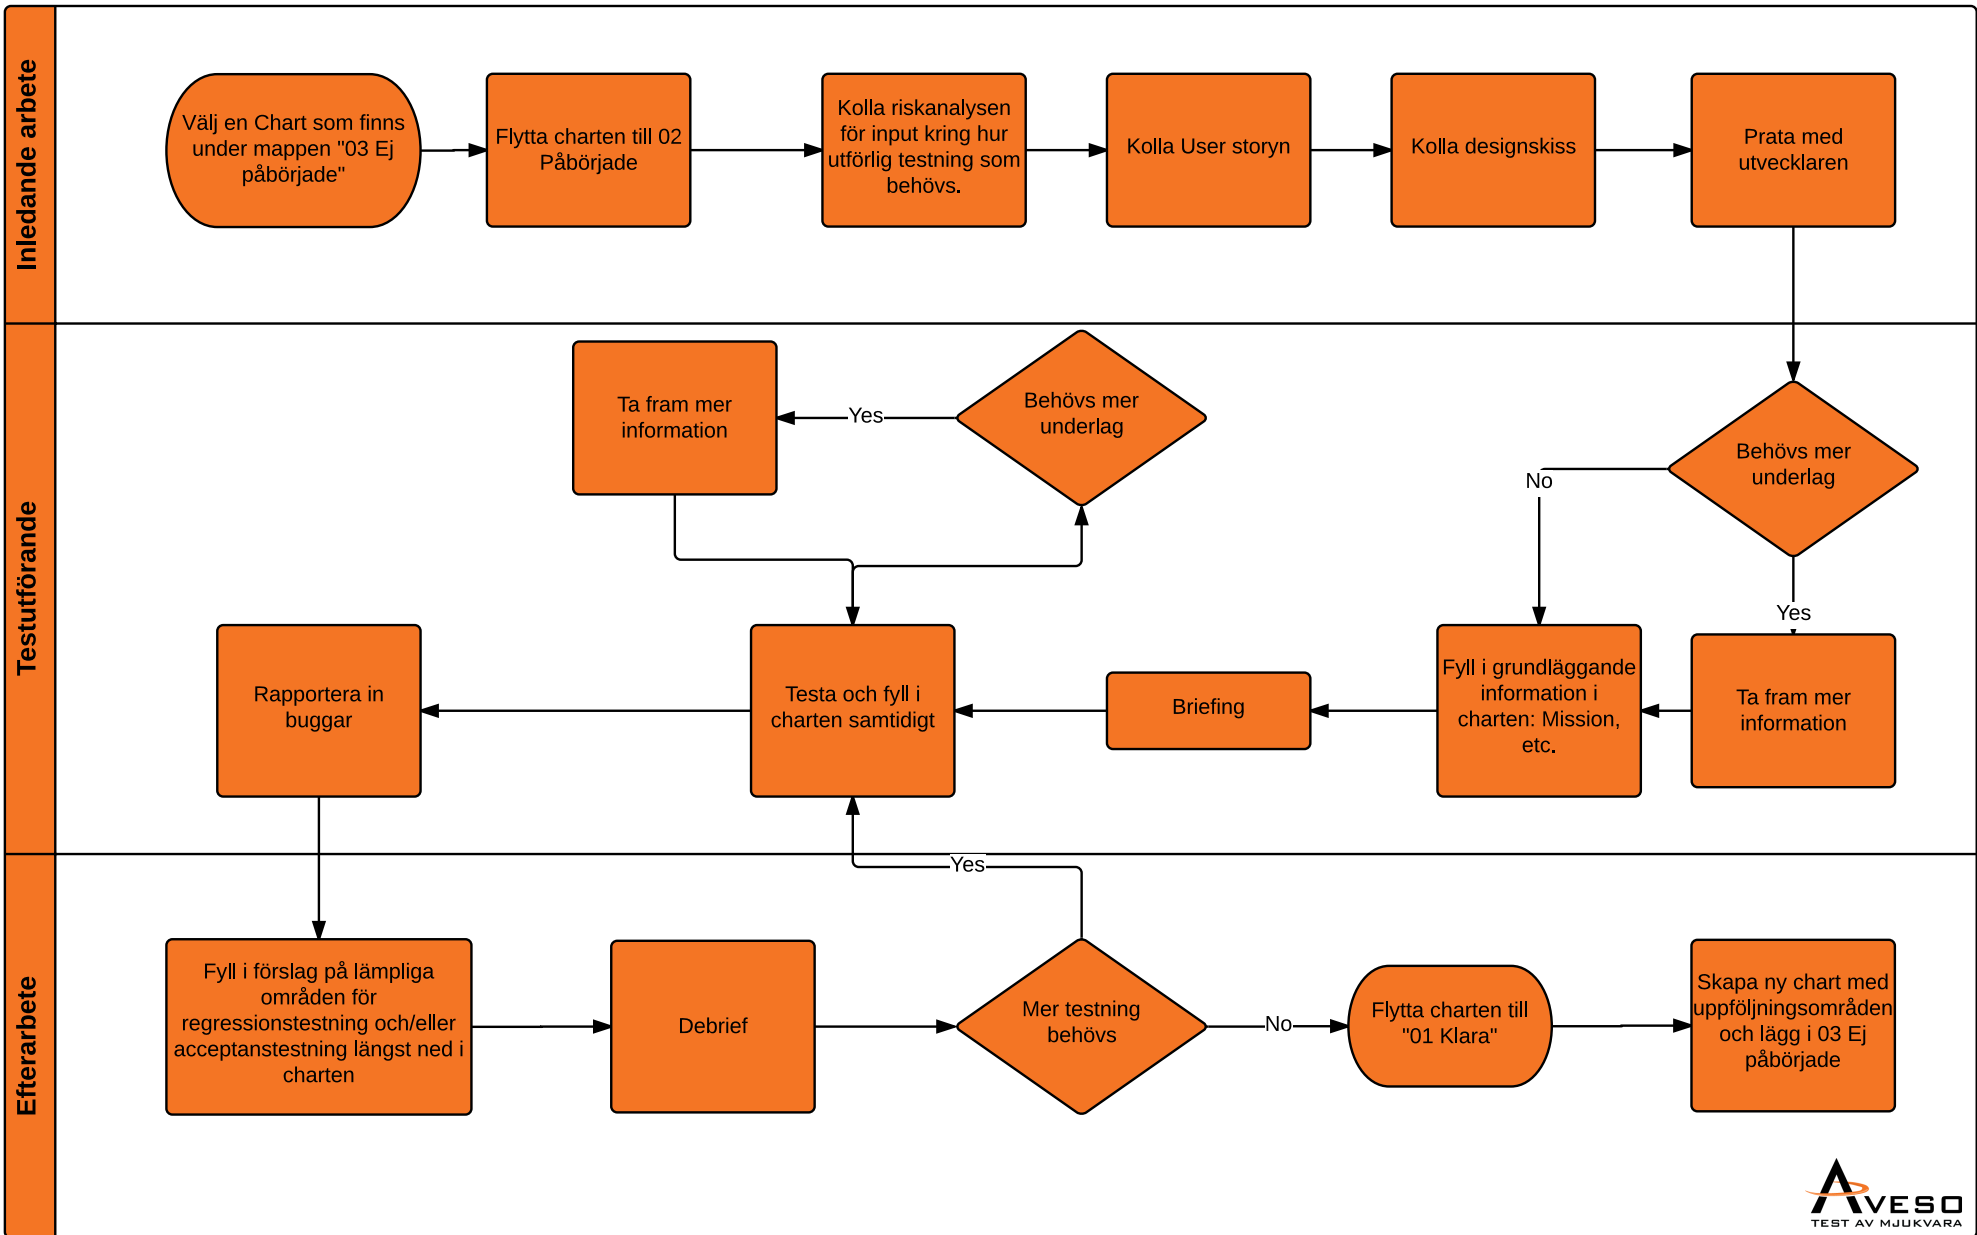 Inledande arbete
Välj en Chart som finns
under mappen "03 Ej
påbörjade"
Flytta charten till 02
Påbörjade
Kolla riskanalysen
för input kring hur
utförlig testning som
behövs.
Kolla User storyn
Kolla designskiss
Prata med
utvecklaren
Testutförande
Ta fram mer
information
Yes
Behövs mer
underlag
Behövs mer
underlag
No
Yes
Rapportera in
buggar
Testa och fyll i
charten samtidigt
Briefing
Fyll i grundläggande
information i
charten: Mission,
etc.
Ta fram mer
information
Efterarbete
Yes
Fyll i förslag på lämpliga
områden för
regressionstestning och/eller
acceptanstestning längst ned i
charten
Debrief
Mer testning
behövs
No
Flytta charten till
"01 Klara"
Skapa ny chart med
uppföljningsområden
och lägg i 03 Ej
påbörjade
AVESO
TEST AV MJUKVARA